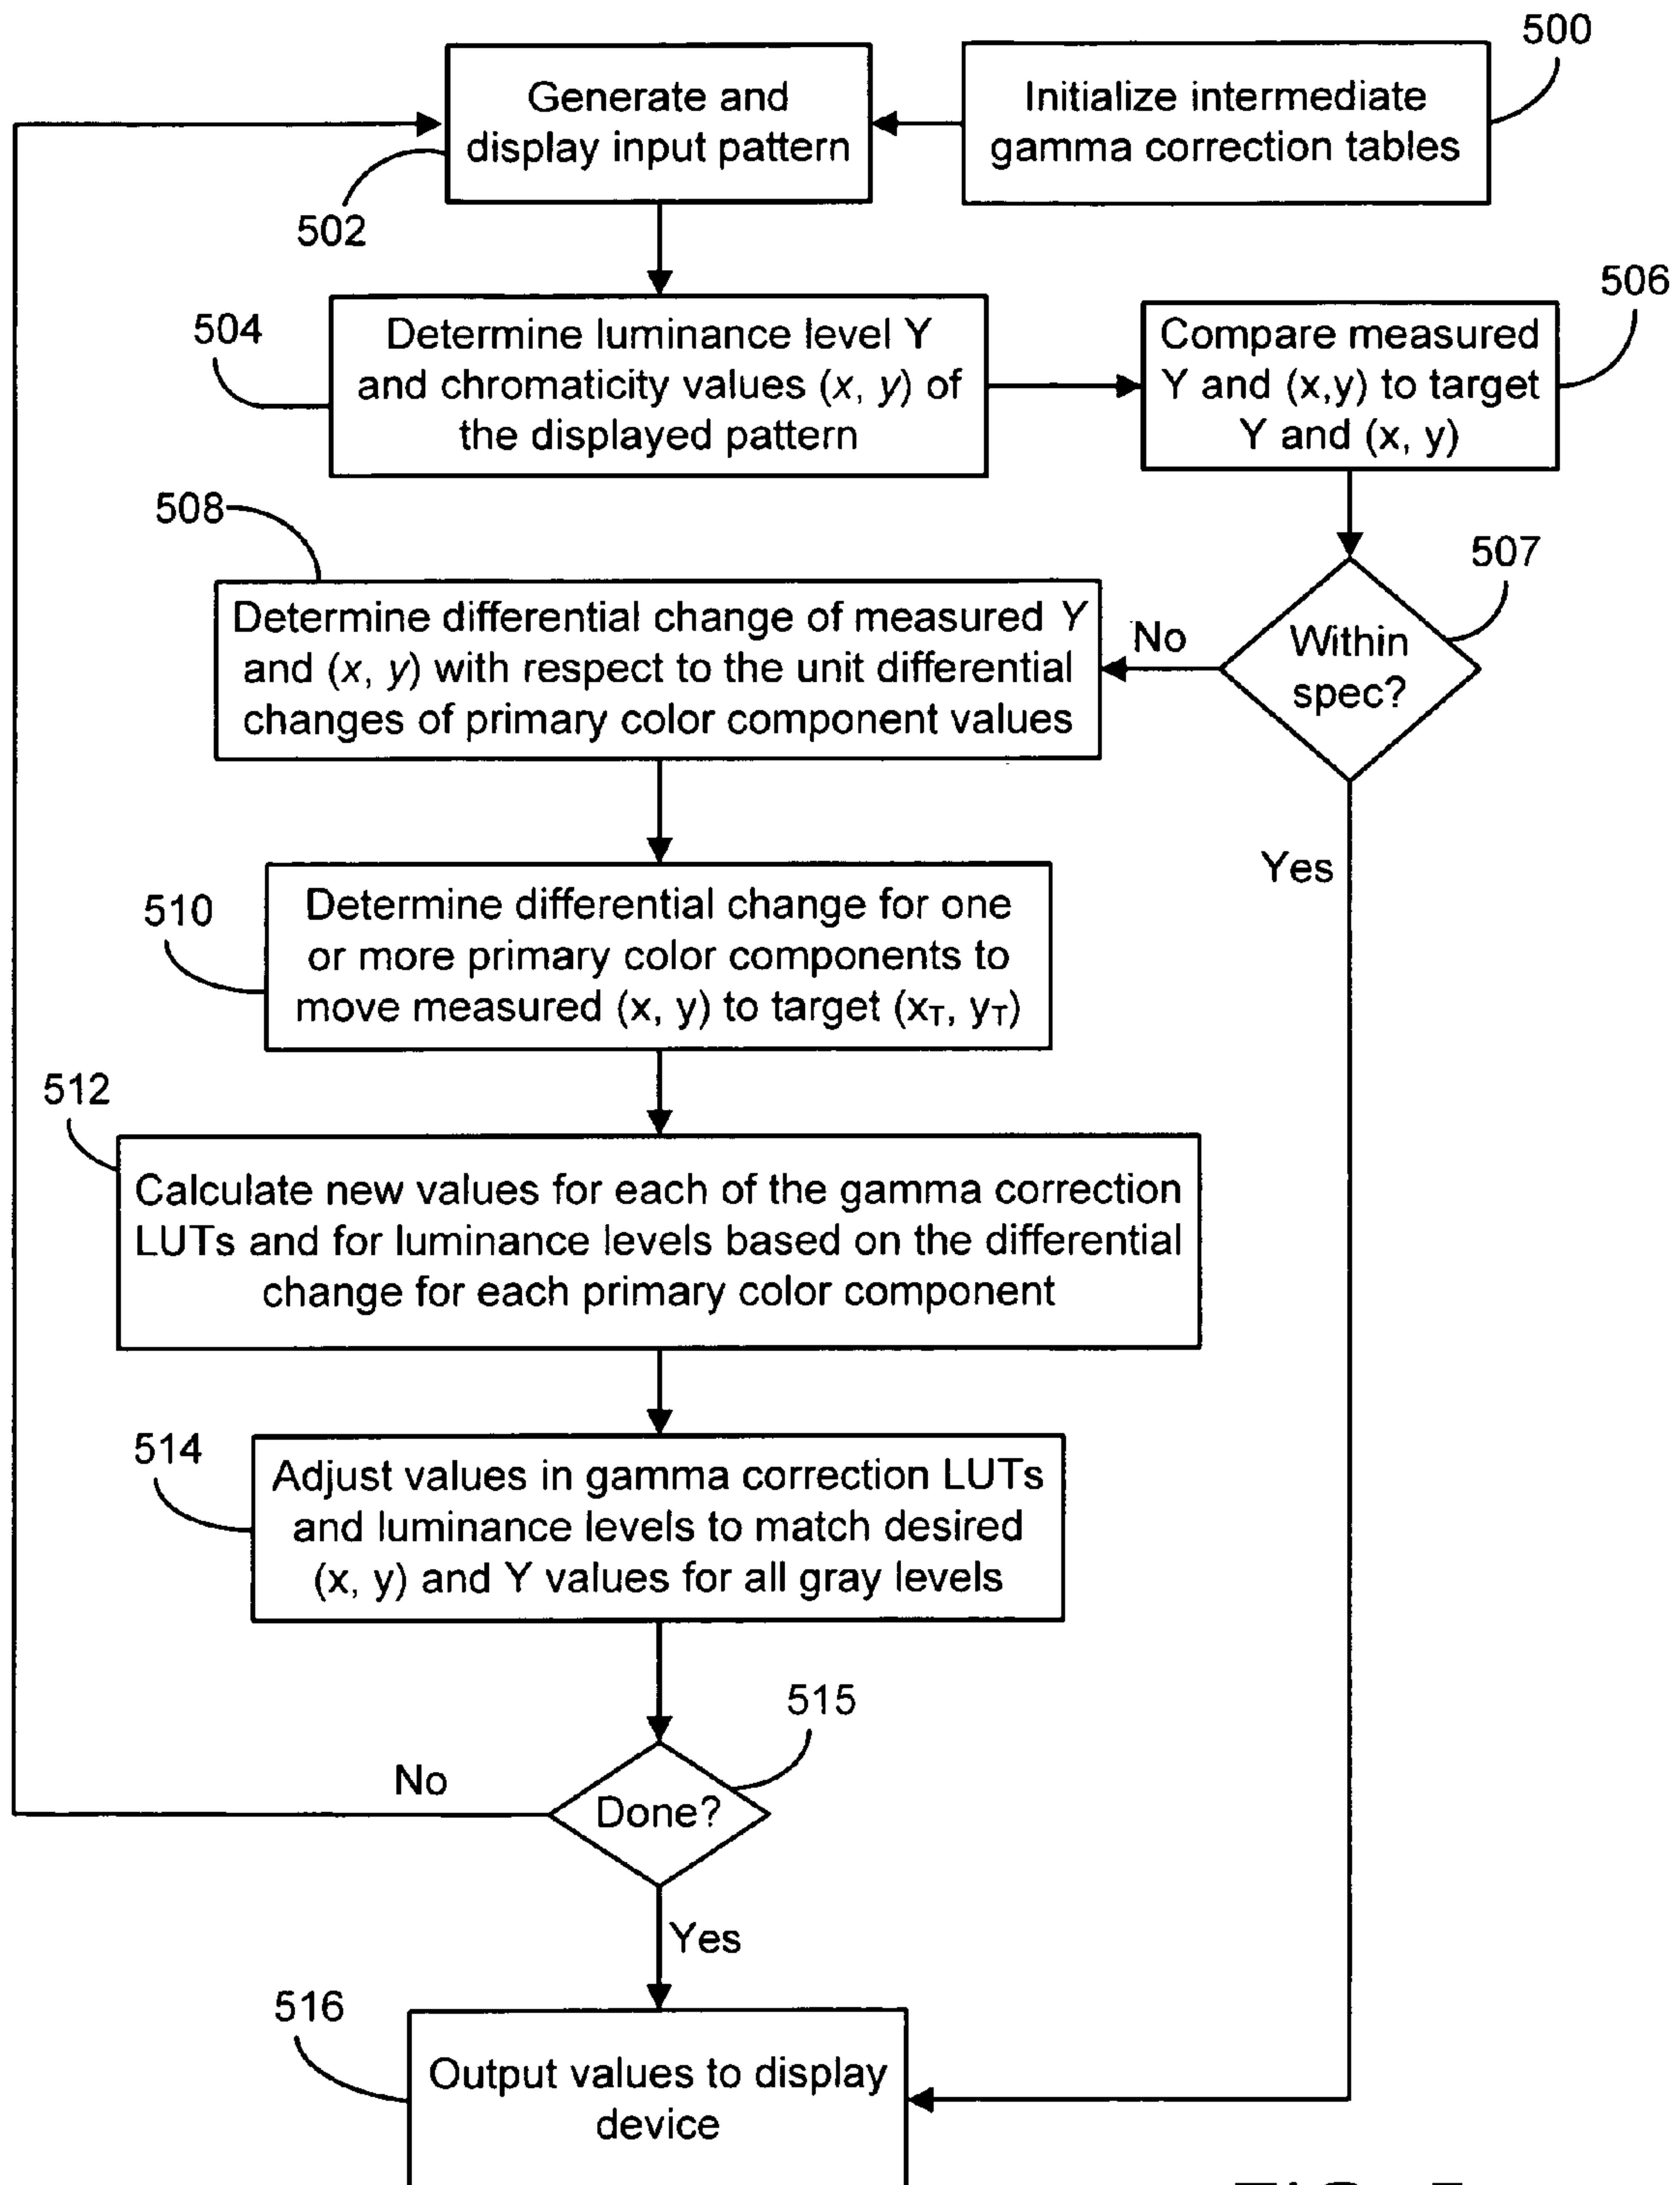 500
Initialize intermediate
gamma correction tables
Generate and
display input pattern
502
504
Determine luminance level Y
and chromaticity values (x, y) of
the displayed pattern
506
Compare measured
Y and (x,y) to target
Y and (x, y)
507
Within
spec?
No
Yes
508
Determine differential change of measured Y
and (x, y) with respect to the unit differential
changes of primary color component values
510
Determine differential change for one
or more primary color components to
move measured (x, y) to target (xT, yT)
512
Calculate new values for each of the gamma correction
LUTs and for luminance levels based on the differential
change for each primary color component
514
Adjust values in gamma correction LUTs
and luminance levels to match desired
(x, y) and Y values for all gray levels
515
Done?
No
Yes
516
Output values to display
device